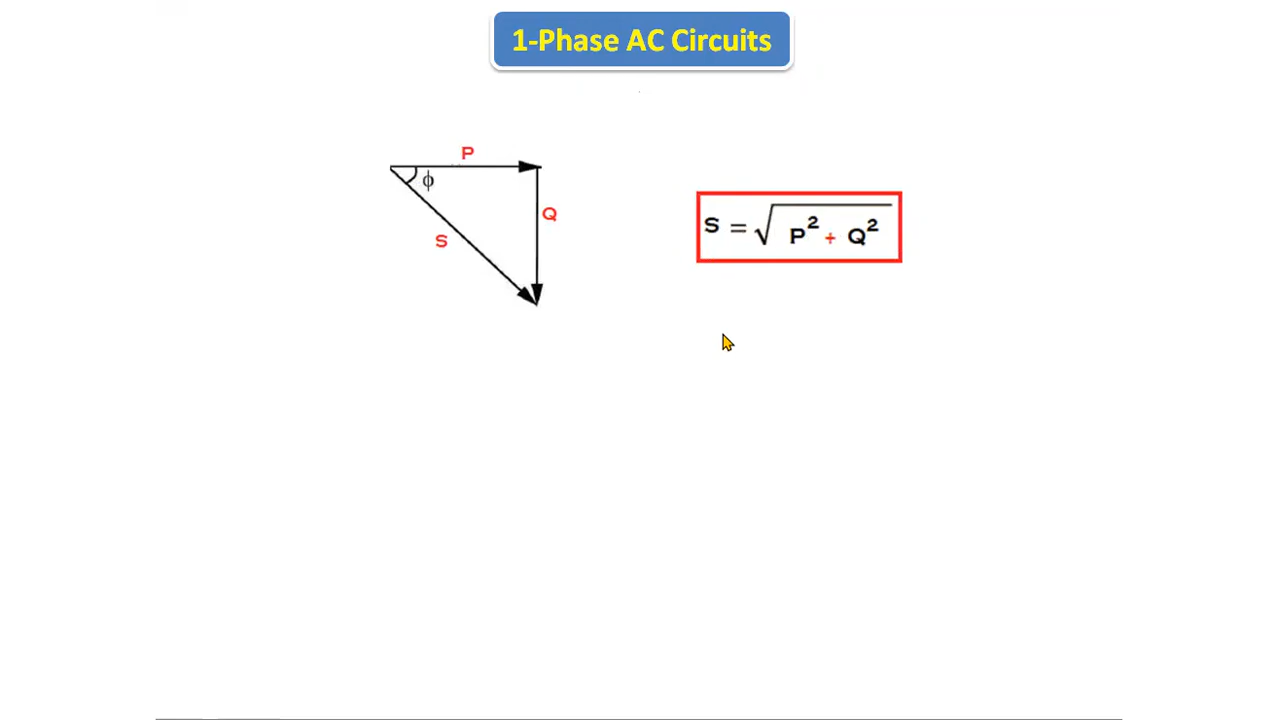 1-Phase AC Circuits
P
ϕ
Q
S
S = √ P² + Q²